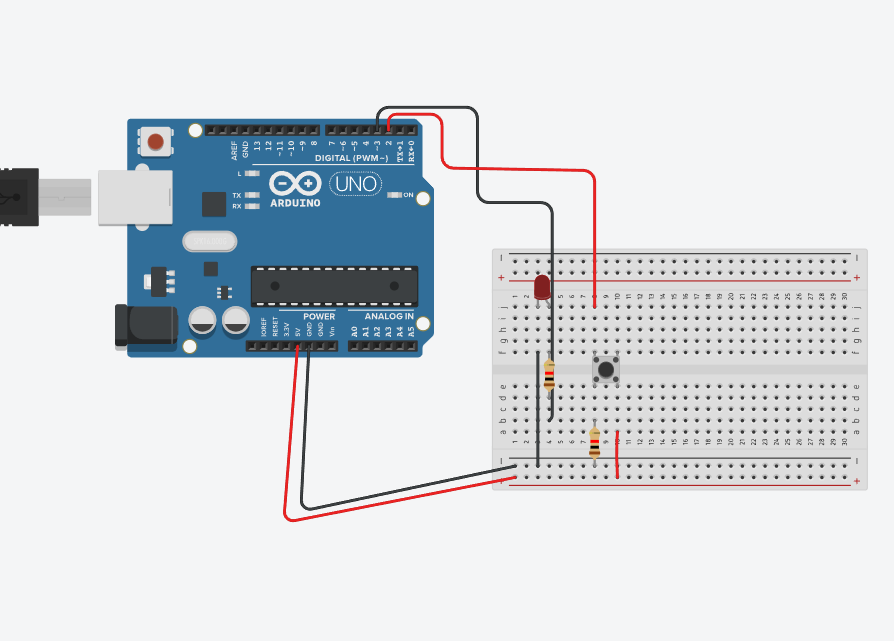 AREF
GND
13
12
~11
~10
~9
8
7
~6
~5
4
~3
2
TX→1
RX←0
DIGITAL (PWM~)
L
TX
RX
ARDUINO
UNO
ON
POWER
ANALOG IN
IOREF
RESET
3.3V
5V
GND
GND
Vin
A0
A1
A2
A3
A4
A5
− −
+ +
1 2 3 4 5 6 7 8 9 10 11 12 13 14 15 16 17 18 19 20 21 22 23 24 25 26 27 28 29 30
j j
i i
h h
g g
f f
e e
d d
c c
b b
a a
1 2 3 4 5 6 7 8 9 10 11 12 13 14 15 16 17 18 19 20 21 22 23 24 25 26 27 28 29 30
− −
+ +